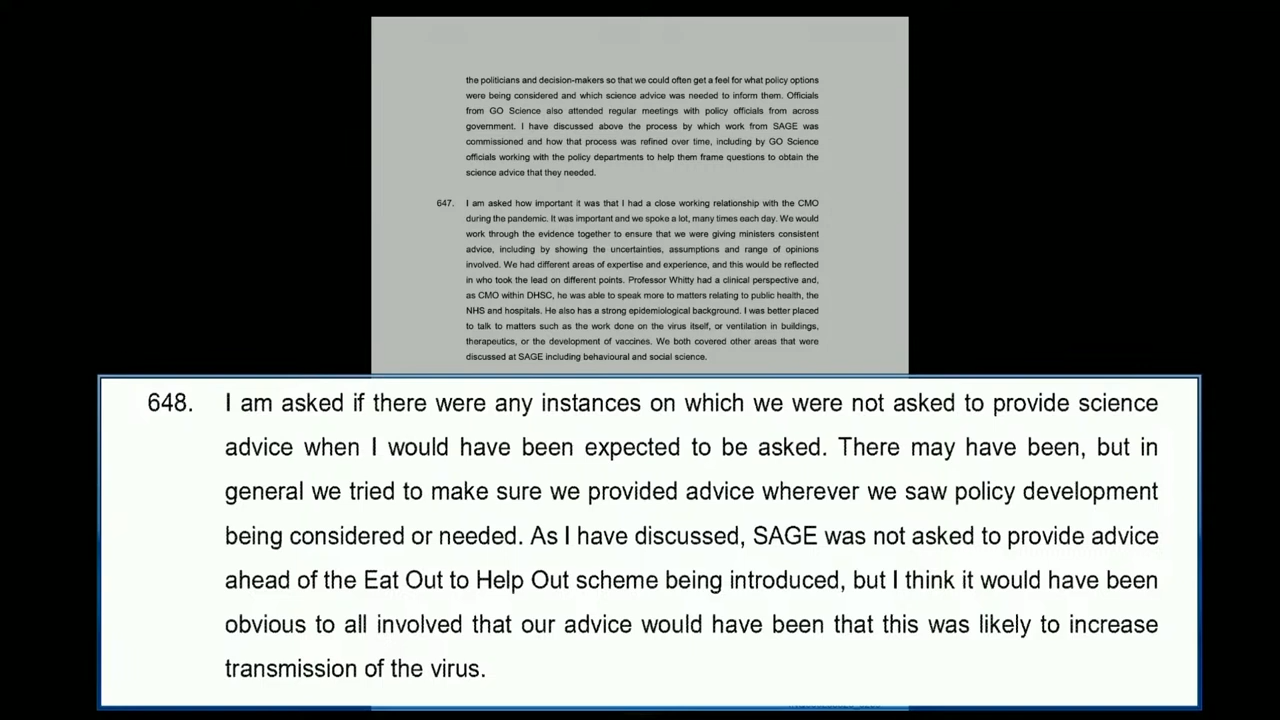 the politicians and decision-makers so that we could often get a feel for what policy options
were being considered and which science advice was needed to inform them. Officials
from GO Science also attended regular meetings with policy officials from across
government. I have discussed above the process by which work from SAGE was
commissioned and how that process was refined over time, including by GO Science
officials working with the policy departments to help them frame questions to obtain the
science advice that they needed.
647. I am asked how important it was that I had a close working relationship with the CMO
during the pandemic. It was important and we spoke a lot, many times each day. We would
work through the evidence together to ensure that we were giving ministers consistent
advice, including by showing the uncertainties, assumptions and range of opinions
involved. We had different areas of expertise and experience, and this would be reflected
in who took the lead on different points. Professor Whitty had a clinical perspective and,
as CMO within DHSC, he was able to speak more to matters relating to public health, the
NHS and hospitals. He also has a strong epidemiological background. I was better placed
to talk to matters such as the work done on the virus itself, or ventilation in buildings,
therapeutics, or the development of vaccines. We both covered other areas that were
discussed at SAGE including behavioural and social science.
648. I am asked if there were any instances on which we were not asked to provide science
advice when I would have been expected to be asked. There may have been, but in
general we tried to make sure we provided advice wherever we saw policy development
being considered or needed. As I have discussed, SAGE was not asked to provide advice
ahead of the Eat Out to Help Out scheme being introduced, but I think it would have been
obvious to all involved that our advice would have been that this was likely to increase
transmission of the virus.